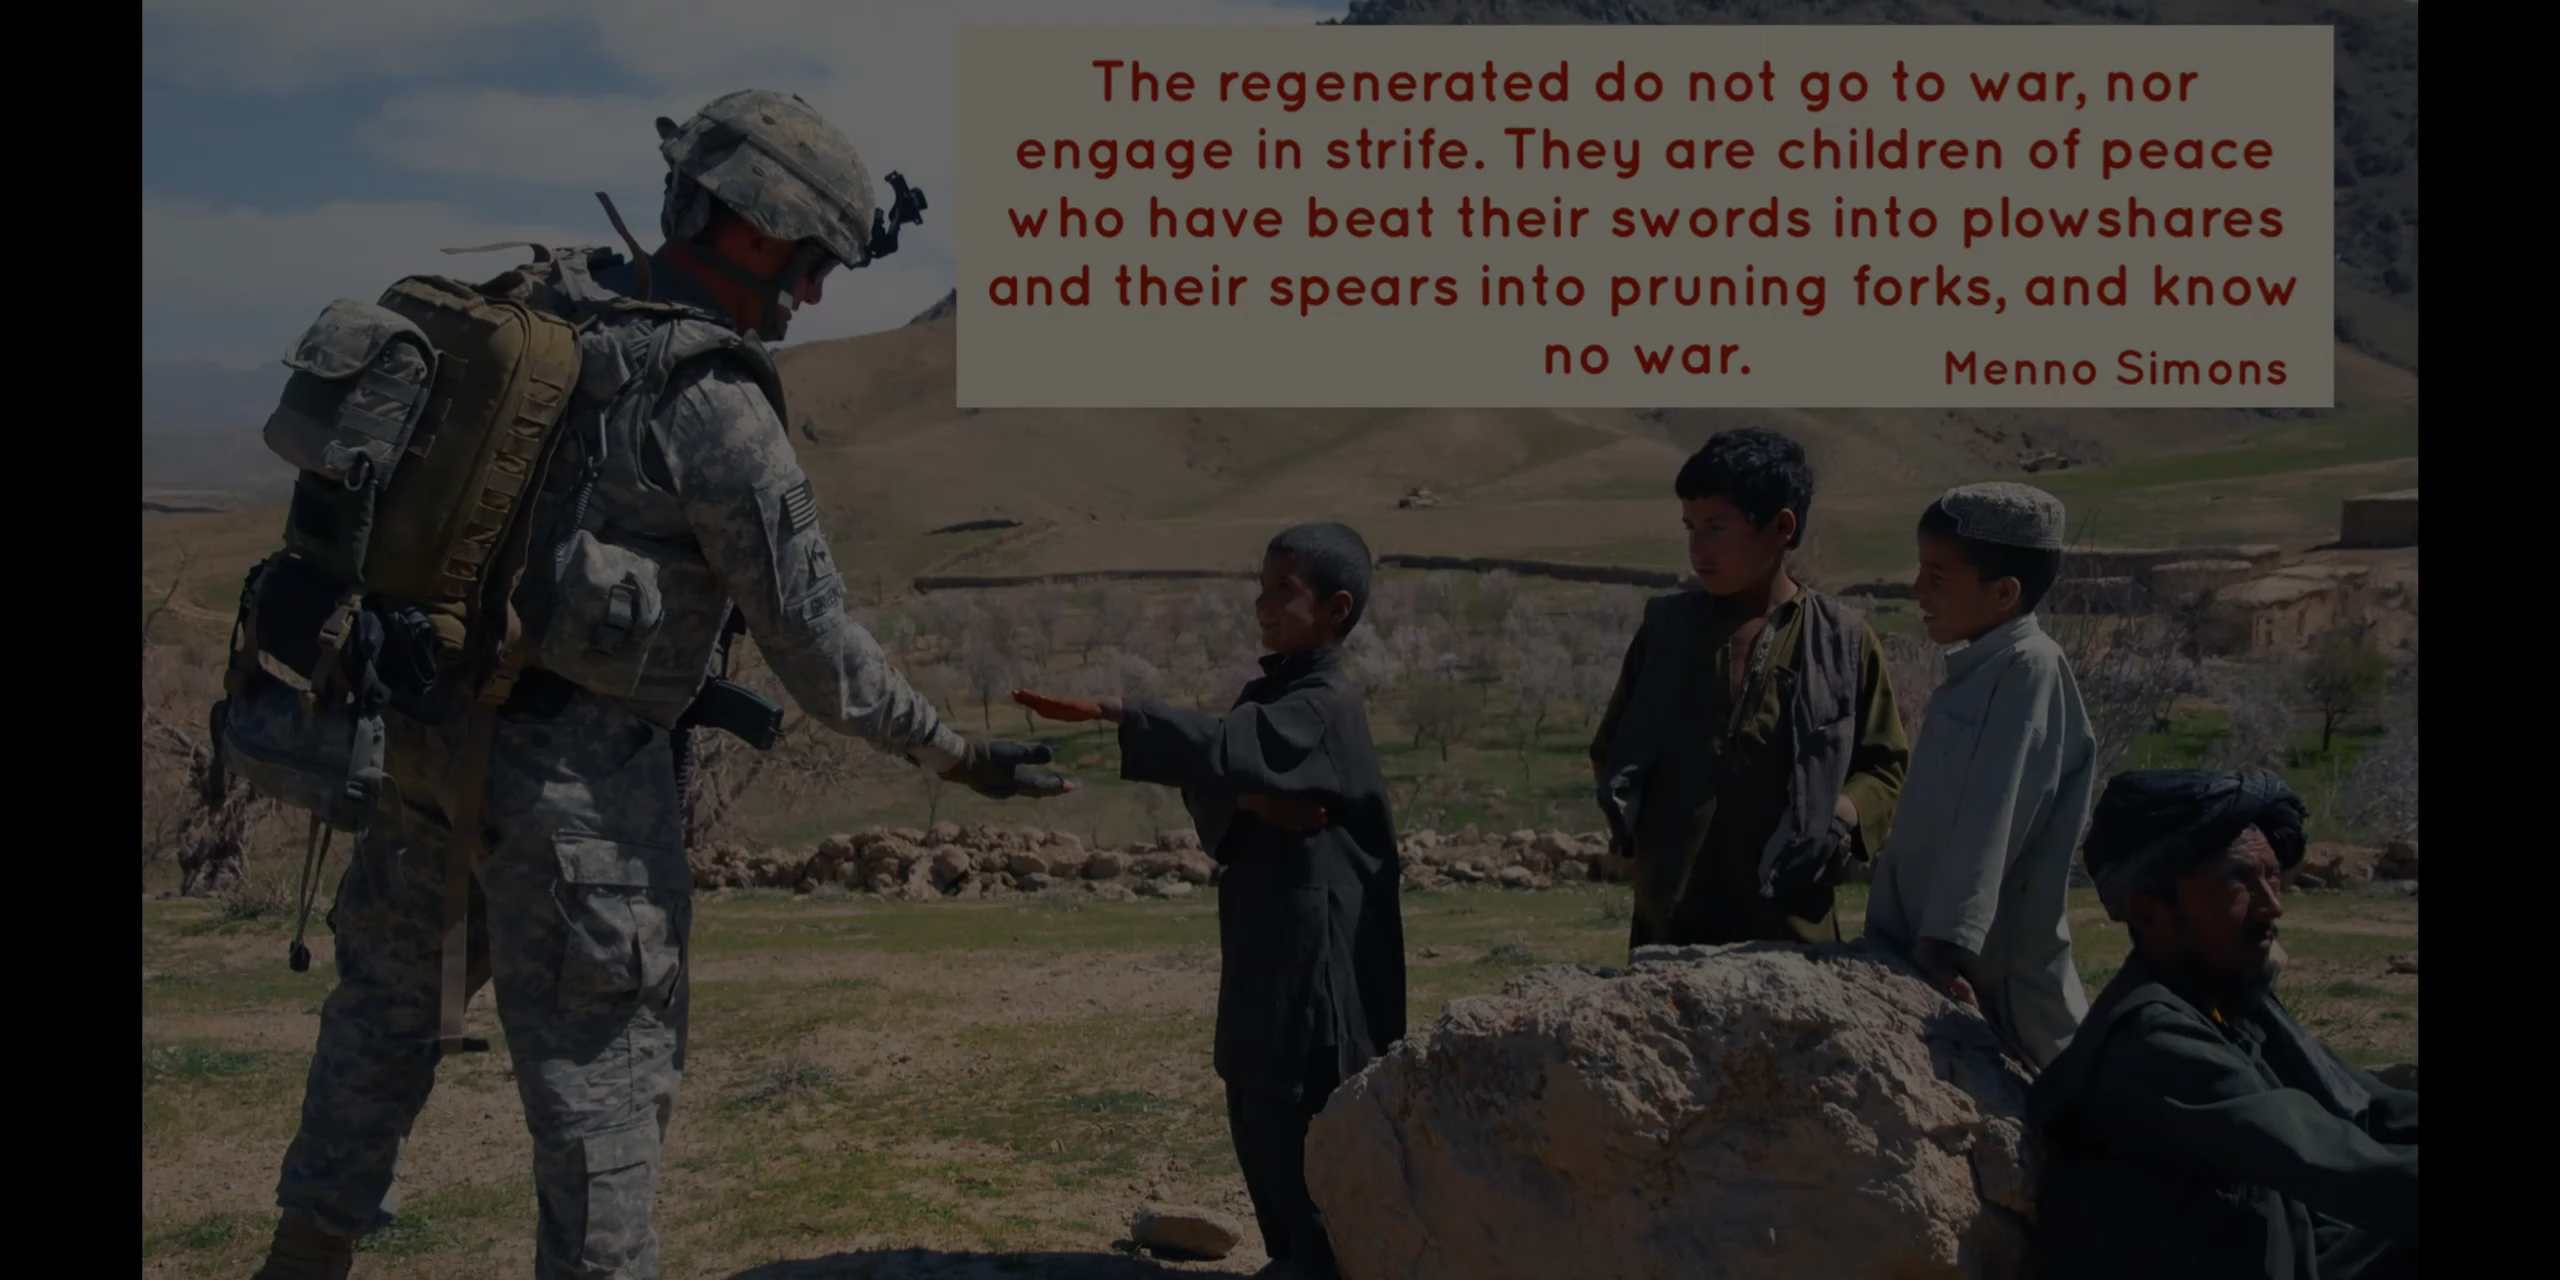 The regenerated do not go to war, nor
engage in strife. They are children of peace
who have beat their swords into plowshares
and their spears into pruning forks, and know
no war.
Menno Simons